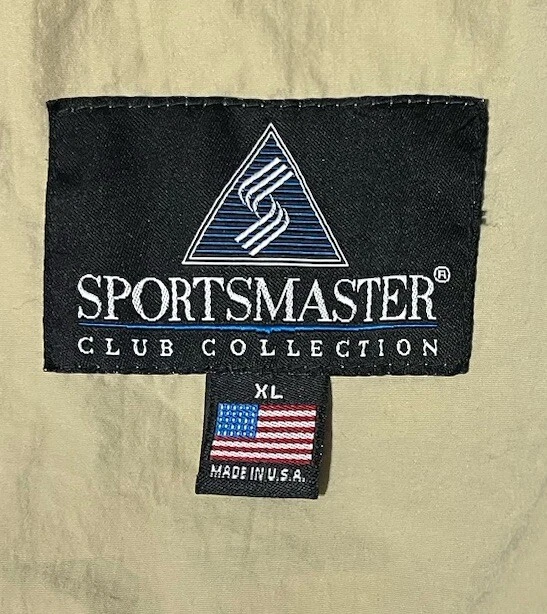 SPORTSMASTER®
CLUB COLLECTION
XL
MADE IN U.S.A.